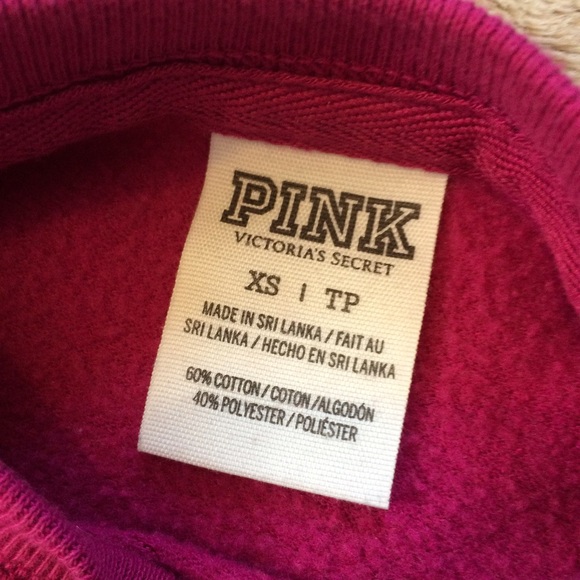 PINK
VICTORIA'S SECRET
XS | TP
MADE IN SRI LANKA / FAIT AU
SRI LANKA / HECHO EN SRI LANKA
60% COTTON / COTON / ALGODÓN
40% POLYESTER / POLIÉSTER